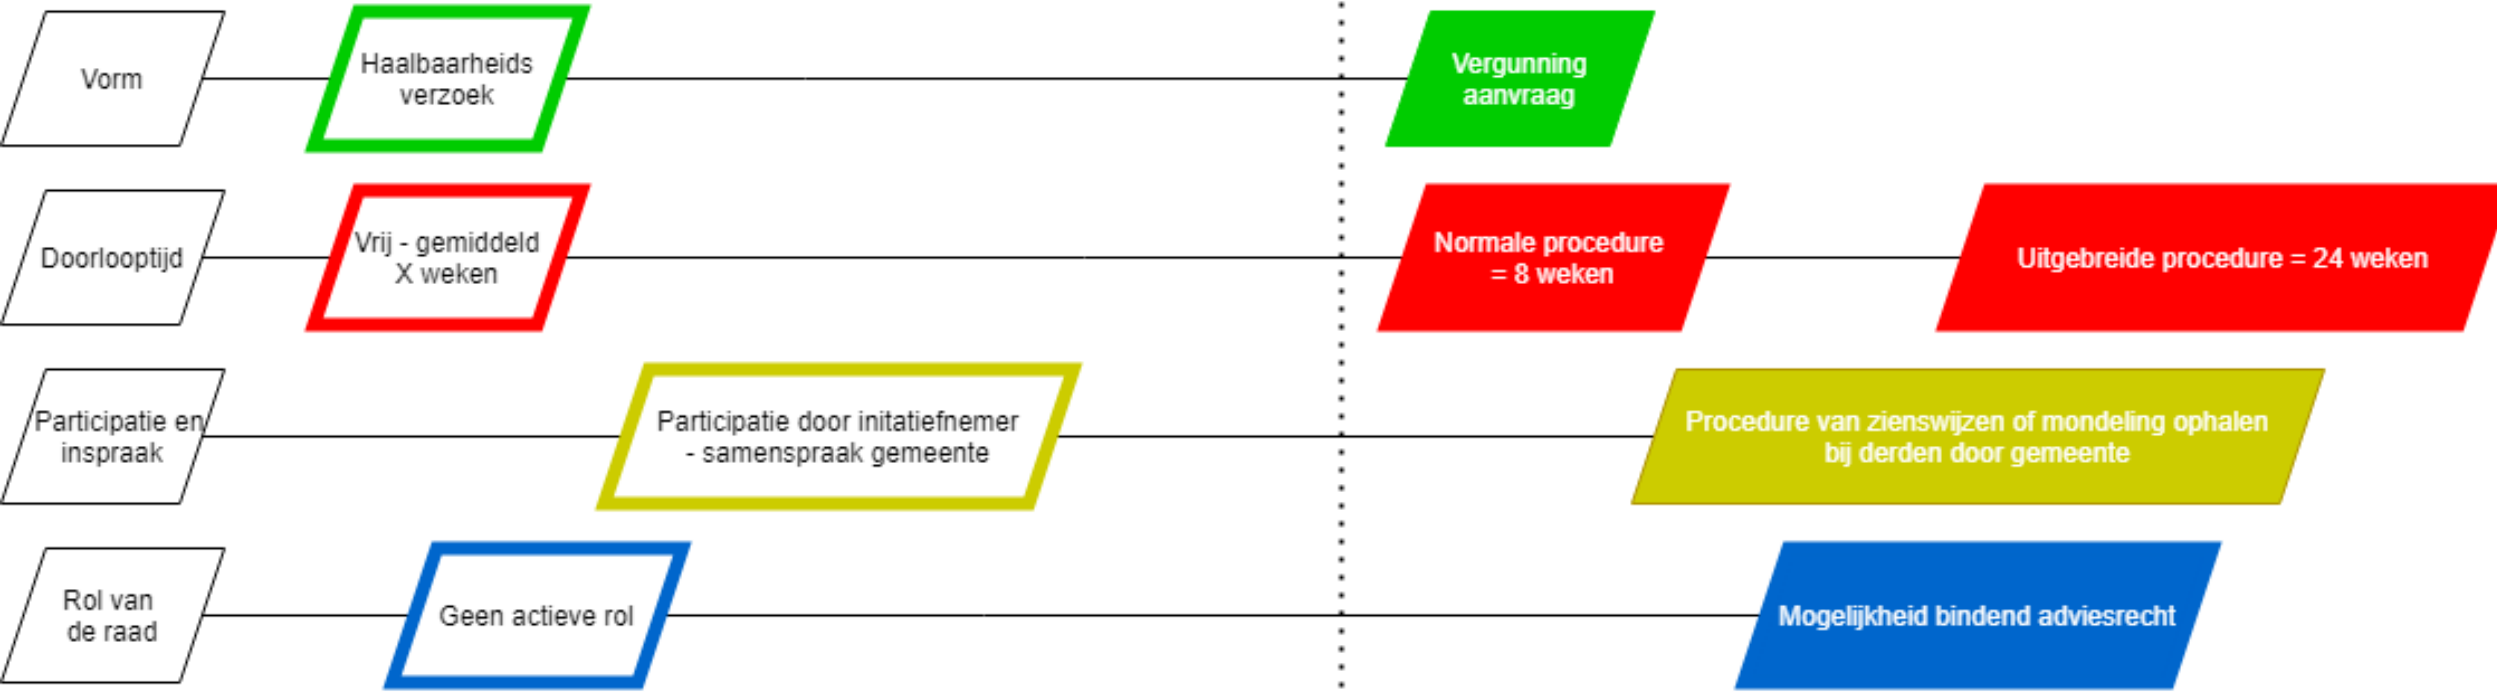 Vorm
Haalbaarheids
verzoek
Vergunning
aanvraag
Doorlooptijd
Vrij - gemiddeld
X weken
Normale procedure
= 8 weken
Uitgebreide procedure = 24 weken
Participatie en
inspraak
Participatie door initatiefnemer
- samenspraak gemeente
Procedure van zienswijzen of mondeling ophalen
bij derden door gemeente
Rol van
de raad
Geen actieve rol
Mogelijkheid bindend adviesrecht